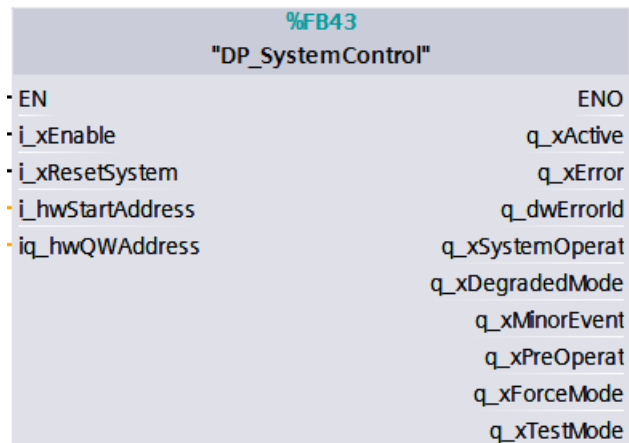 %FB43
"DP_SystemControl"
EN ENO
i_xEnable q_xActive
i_xResetSystem q_xError
i_hwStartAddress q_dwErrorId
iq_hwQWAddress q_xSystemOperat
q_xDegradedMode
q_xMinorEvent
q_xPreOperat
q_xForceMode
q_xTestMode